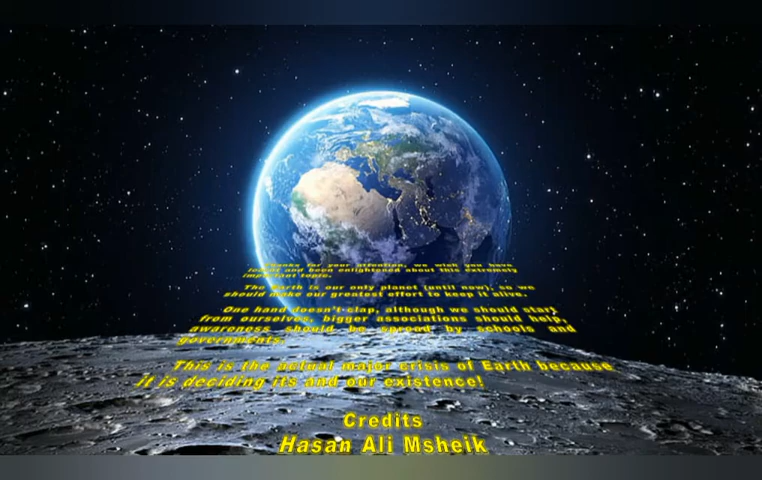 Thanks for your attention, we wish you have
learnt and been enlightened about this extremely
important topic.
The Earth is our only planet (until now), so we
should make our greatest effort to keep it alive.
One hand doesn't clap, although we should start
from ourselves, bigger associations should help,
awareness should be spread by schools and
governments.
This is the actual major crisis of Earth because
it is deciding its and our existence!
Credits
Hasan Ali Msheik